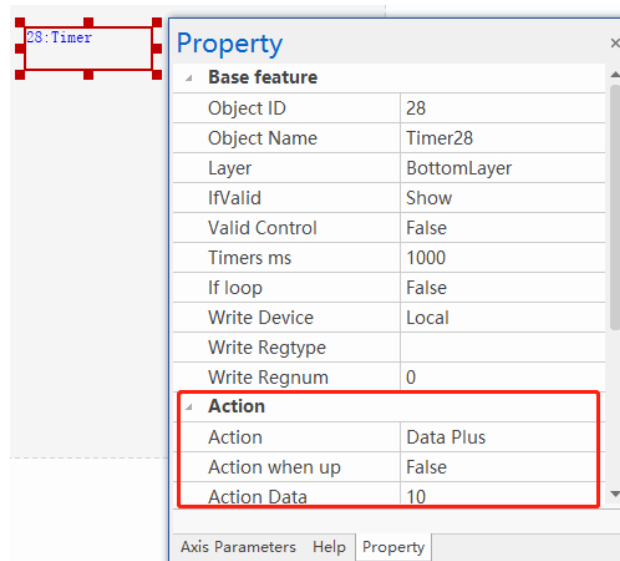 28:Timer
Property
Base feature
Object ID 28
Object Name Timer28
Layer BottomLayer
IfValid Show
Valid Control False
Timers ms 1000
If loop False
Write Device Local
Write Regtype
Write Regnum 0
Action
Action Data Plus
Action when up False
Action Data 10
Axis Parameters Help Property